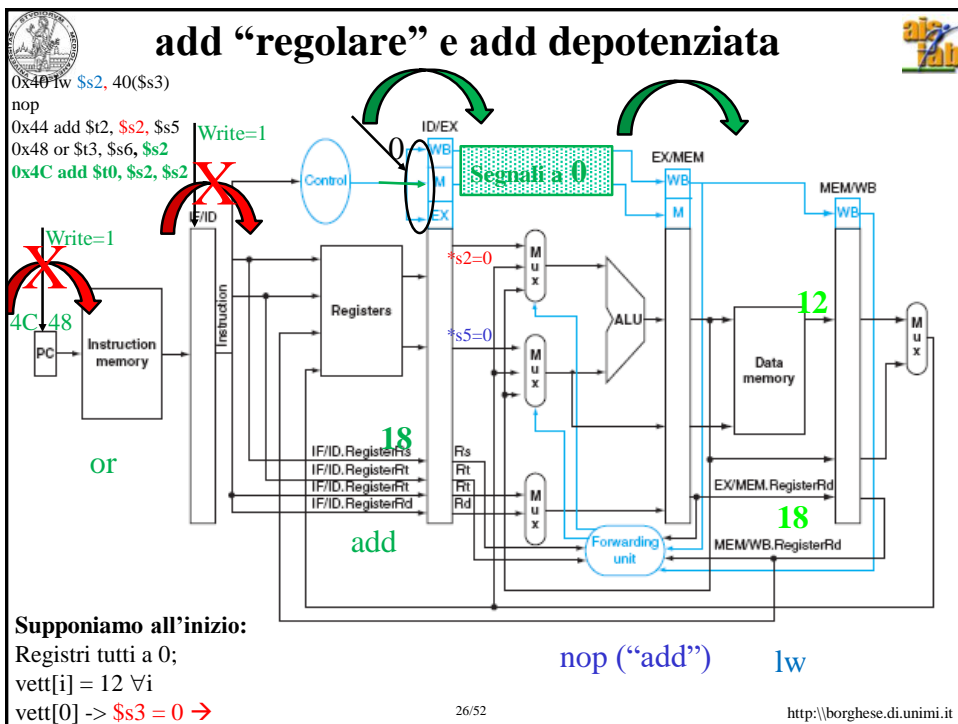 add “regolare” e add depotenziata
0x40 lw $s2, 40($s3)
nop
0x44 add $t2, $s2, $s5
0x48 or $t3, $s6, $s2
0x4C add $t0, $s2, $s2
Write=1
X
IF/ID
Write=1
X
4C 48
PC
Instruction memory
or
Instruction
Control
0
ID/EX
WB
M
EX
Segnali a 0
EX/MEM
WB
M
MEM/WB
WB
Registers
*s2=0
*s5=0
Mux
Mux
Mux
ALU
12
Data memory
Mux
18
IF/ID.RegisterRs
IF/ID.RegisterRt
IF/ID.RegisterRt
IF/ID.RegisterRd
Rs
Rt
Rt
Rd
add
EX/MEM.RegisterRd
18
Forwarding unit
MEM/WB.RegisterRd
nop (“add”)
lw
Supponiamo all'inizio:
Registri tutti a 0;
vett[i] = 12 ∀i
vett[0] -> $s3 = 0 →
26/52
http:\\borghese.di.unimi.it